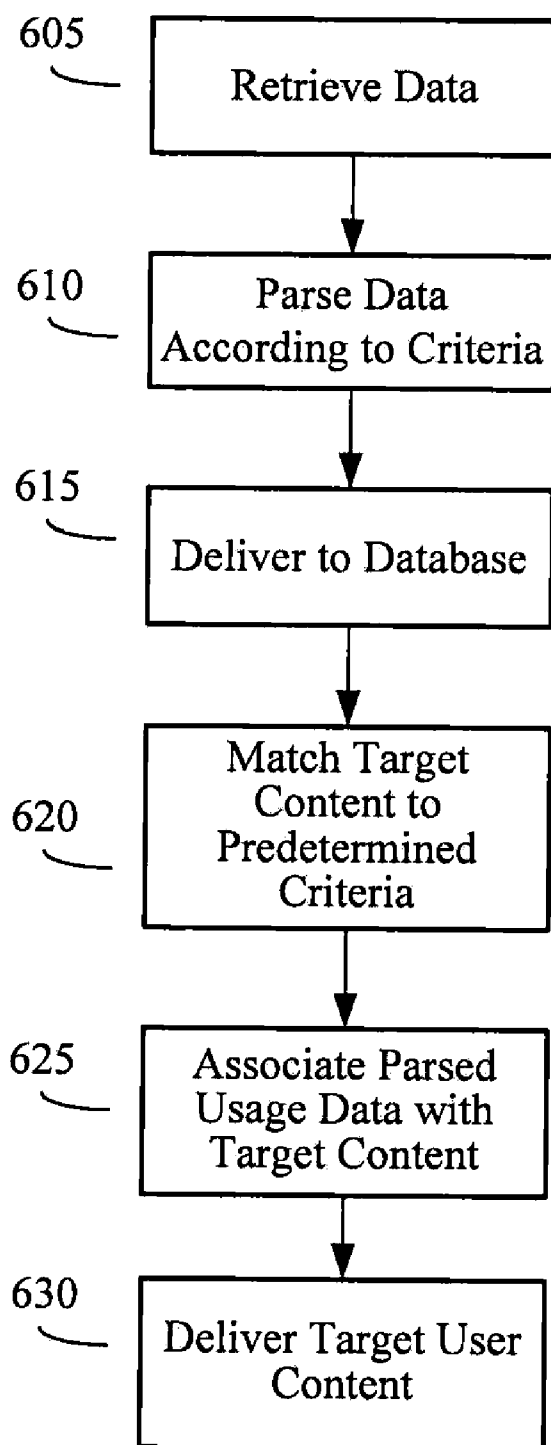 605
Retrieve Data
610
Parse Data
According to Criteria
615
Deliver to Database
620
Match Target
Content to
Predetermined
Criteria
625
Associate Parsed
Usage Data with
Target Content
630
Deliver Target User
Content